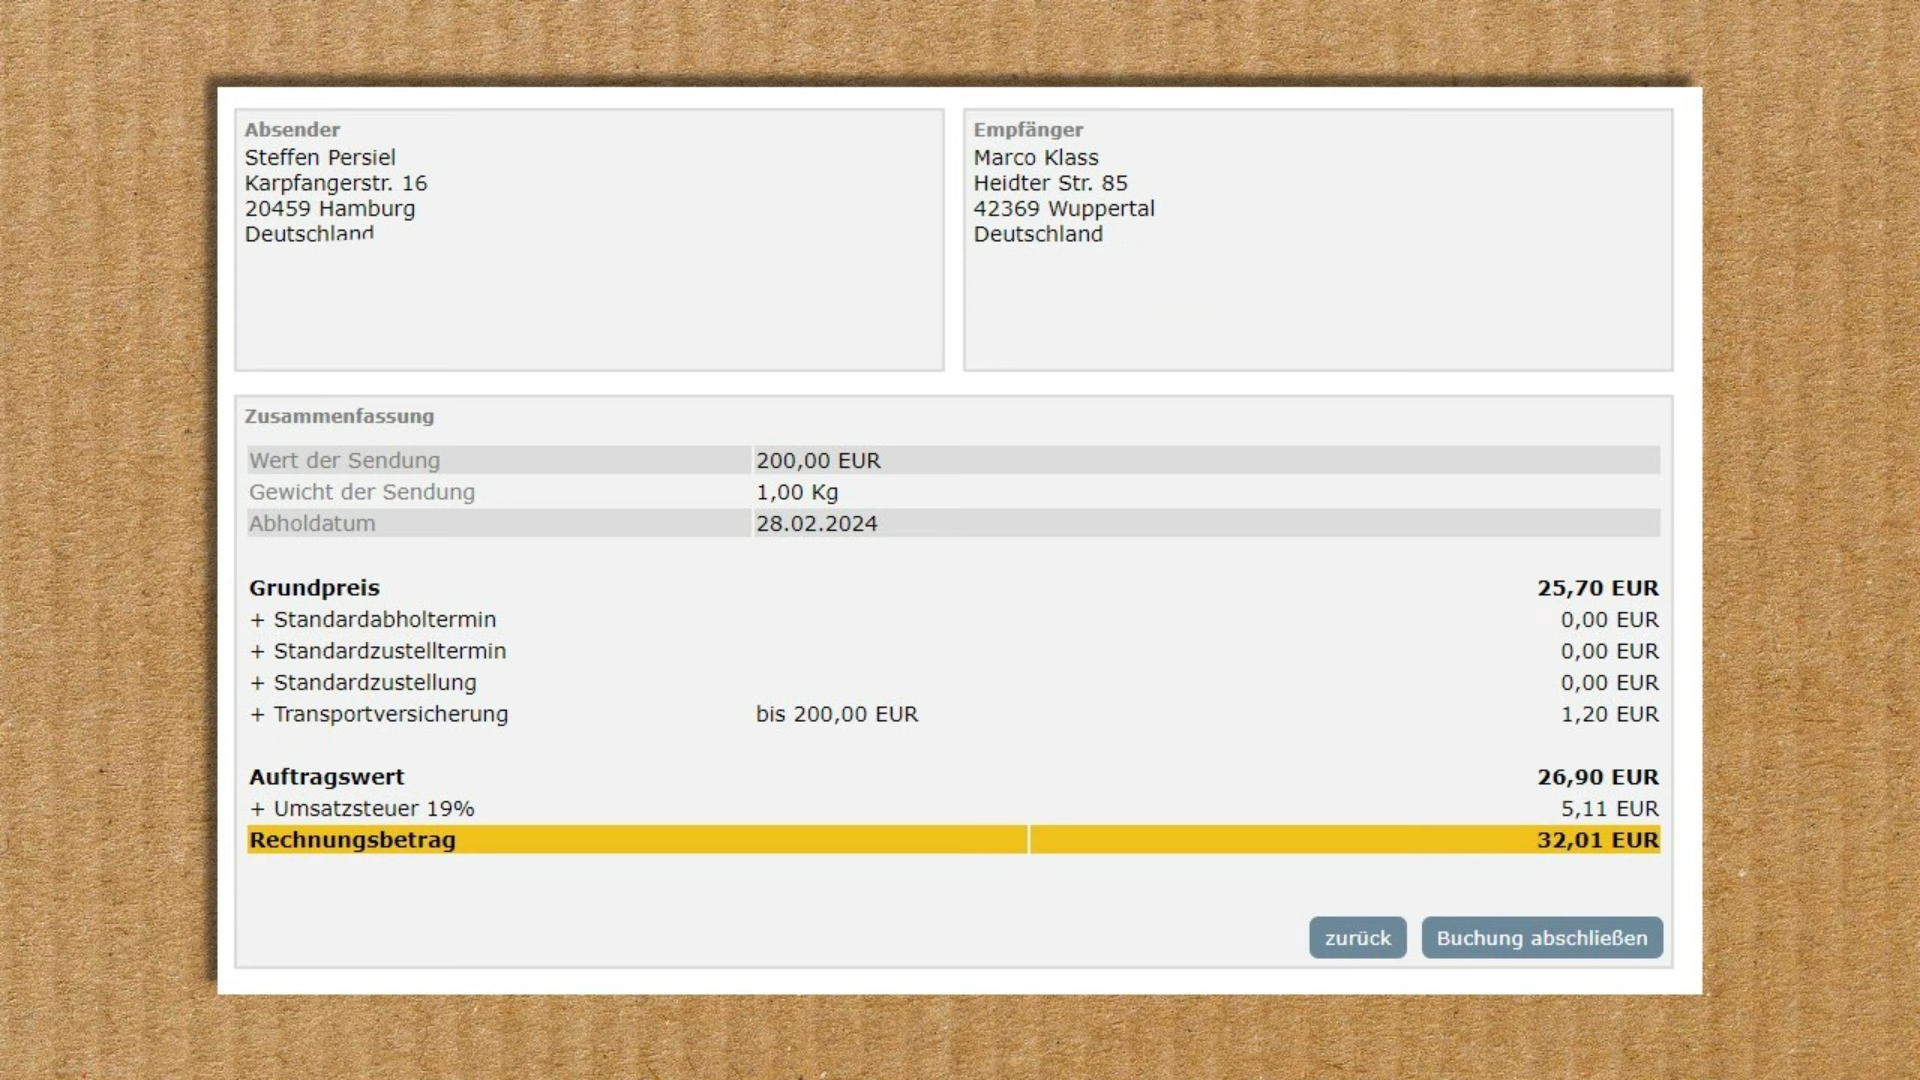 Absender
Steffen Persiel
Karpfangerstr. 16
20459 Hamburg
Deutschland
Empfänger
Marco Klass
Heidter Str. 85
42369 Wuppertal
Deutschland
Zusammenfassung
Wert der Sendung 200,00 EUR
Gewicht der Sendung 1,00 Kg
Abholdatum 28.02.2024
Grundpreis 25,70 EUR
+ Standardabholtermin 0,00 EUR
+ Standardzustelltermin 0,00 EUR
+ Standardzustellung 0,00 EUR
+ Transportversicherung bis 200,00 EUR 1,20 EUR
Auftragswert 26,90 EUR
+ Umsatzsteuer 19% 5,11 EUR
Rechnungsbetrag 32,01 EUR
zurück Buchung abschließen